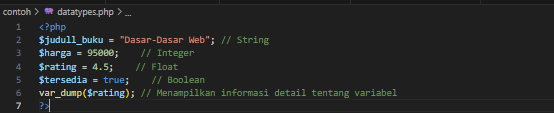 contoh > datatypes.php > ...
1 <?php
2 $judull_buku = "Dasar-Dasar Web"; // String
3 $harga = 95000;    // Integer
4 $rating = 4.5;    // Float
5 $tersedia = true;    // Boolean
6 var_dump($rating); // Menampilkan informasi detail tentang variabel
7 ?>